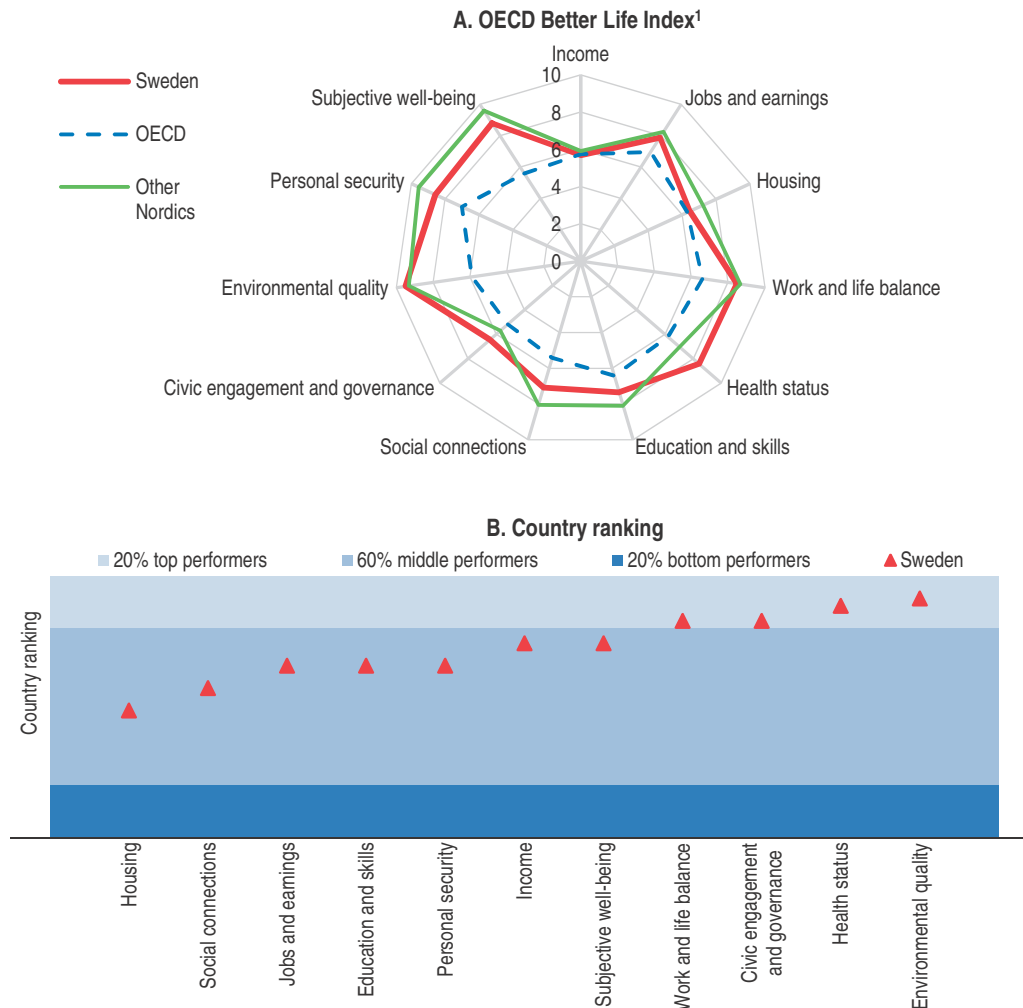 A. OECD Better Life Index¹
Sweden
OECD
Other
Nordics
Income
Jobs and earnings
Housing
Work and life balance
Health status
Education and skills
Social connections
Civic engagement and governance
Environmental quality
Personal security
Subjective well-being
10
8
6
4
2
0
B. Country ranking
20% top performers
60% middle performers
20% bottom performers
Sweden
Country ranking
Housing
Social connections
Jobs and earnings
Education and skills
Personal security
Income
Subjective well-being
Work and life balance
Civic engagement
and governance
Health status
Environmental quality